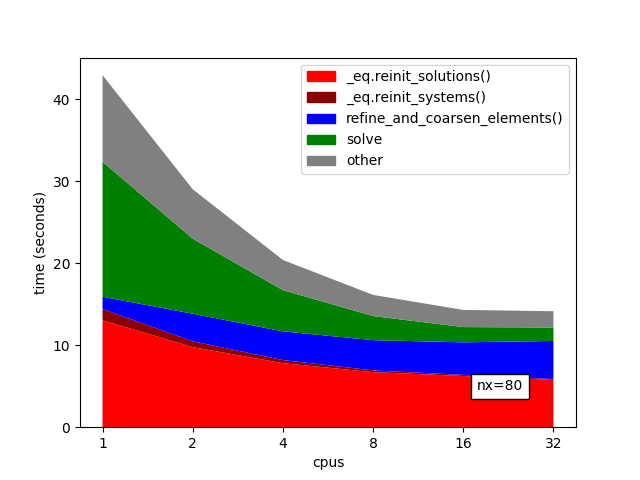 _eq.reinit_solutions()
_eq.reinit_systems()
refine_and_coarsen_elements()
solve
other
40
30
20
10
0
time (seconds)
nx=80
1 2 4 8 16 32
cpus